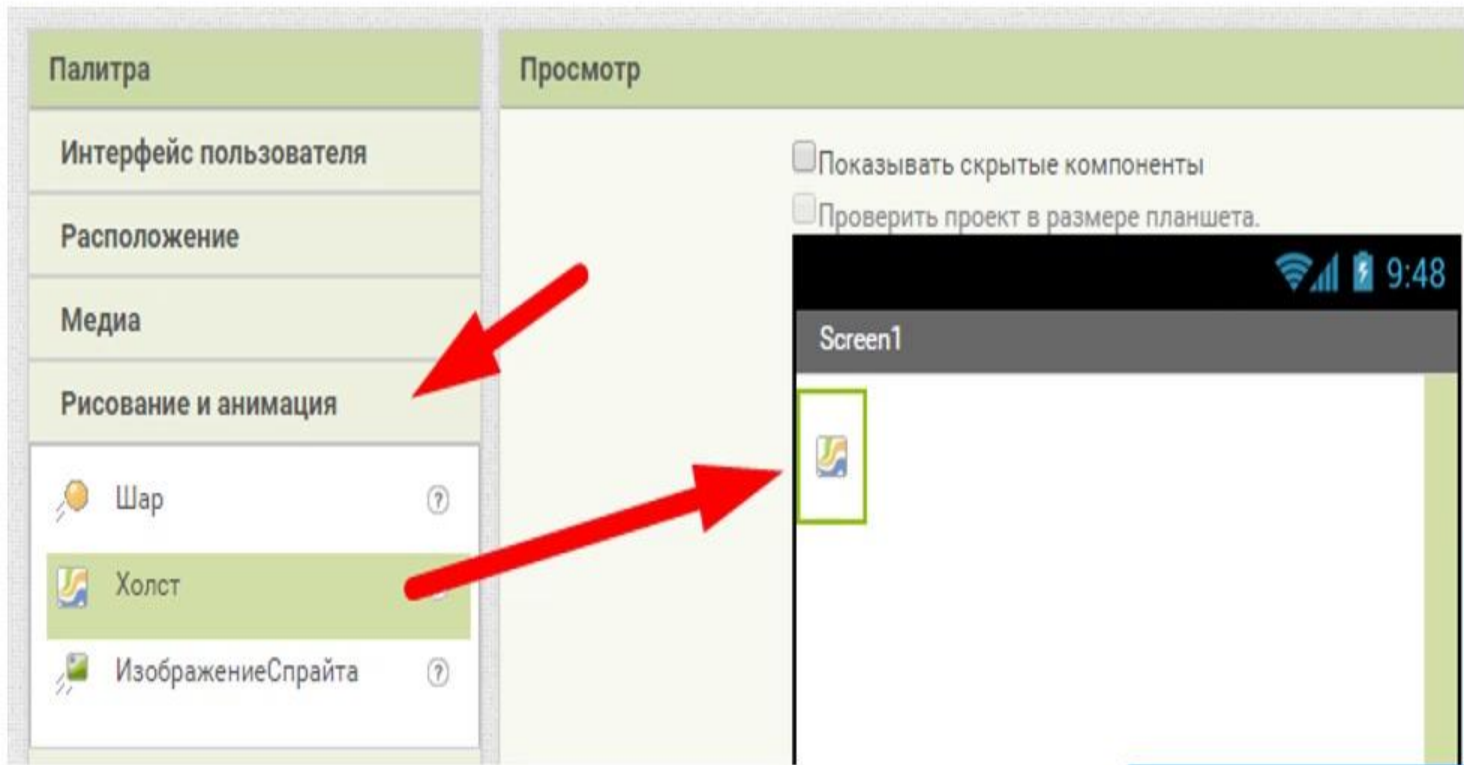 Палитра
Интерфейс пользователя
Расположение
Медиа
Рисование и анимация
Шар ?
Холст
ИзображениеСпрайта ?
Просмотр
Показывать скрытые компоненты
Проверить проект в размере планшета.
9:48
Screen1